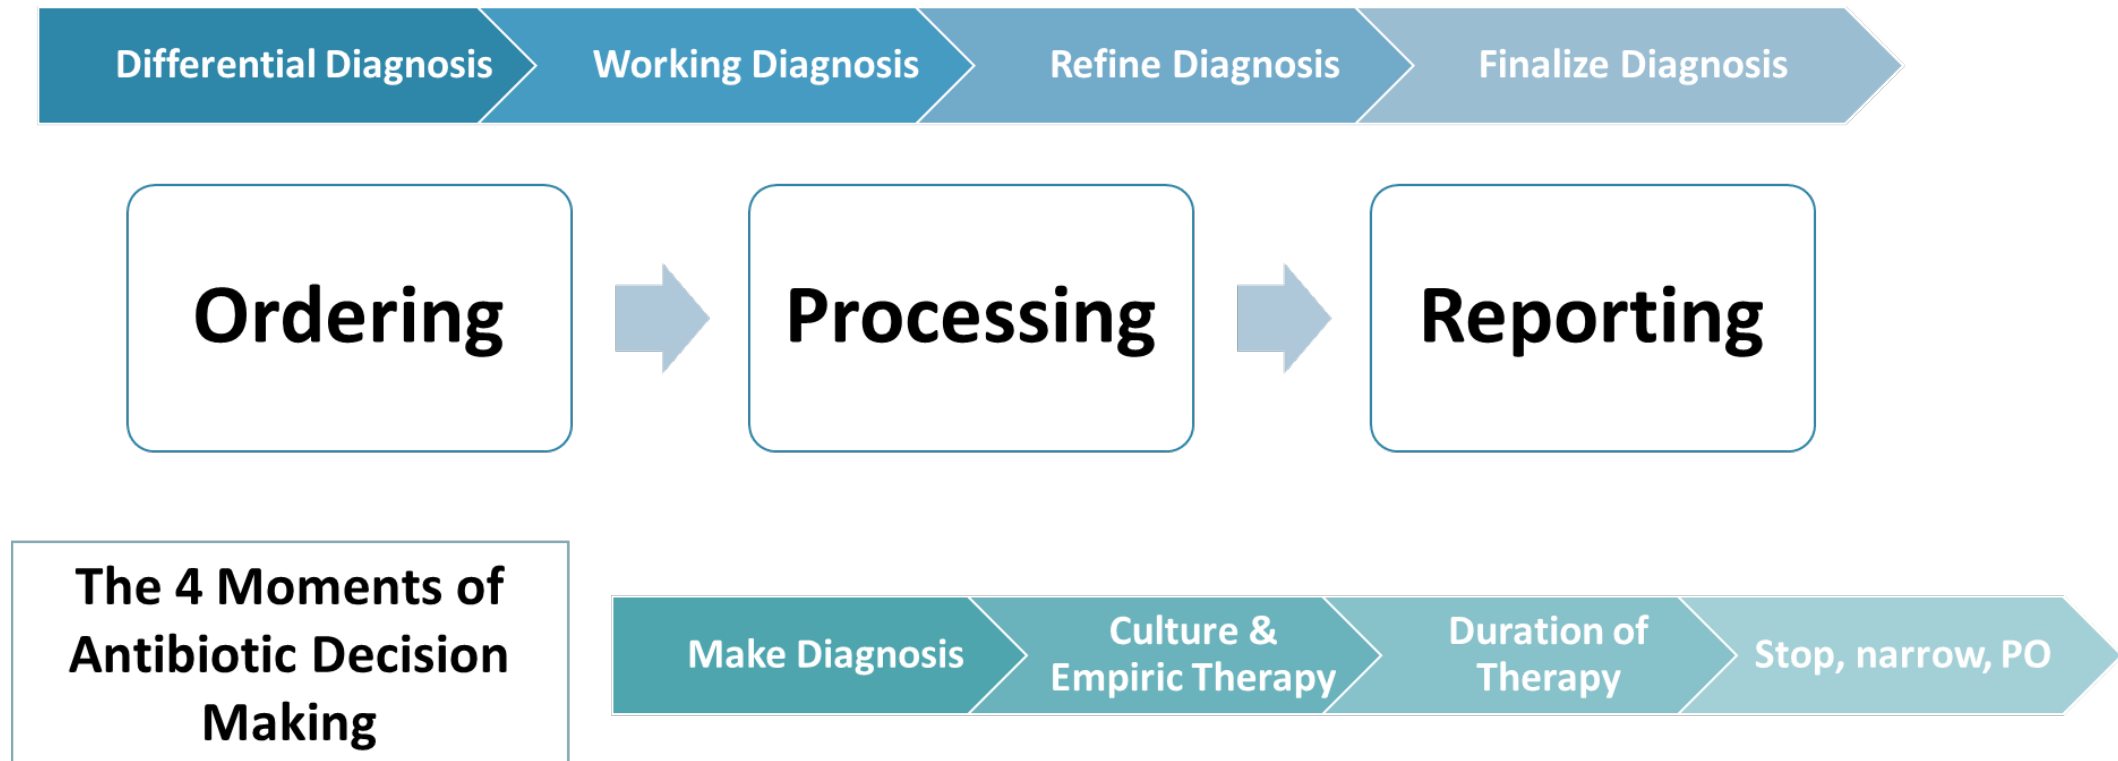 Differential Diagnosis
Working Diagnosis
Refine Diagnosis
Finalize Diagnosis
Ordering
Processing
Reporting
The 4 Moments of
Antibiotic Decision
Making
Make Diagnosis
Culture &
Empiric Therapy
Duration of
Therapy
Stop, narrow, PO